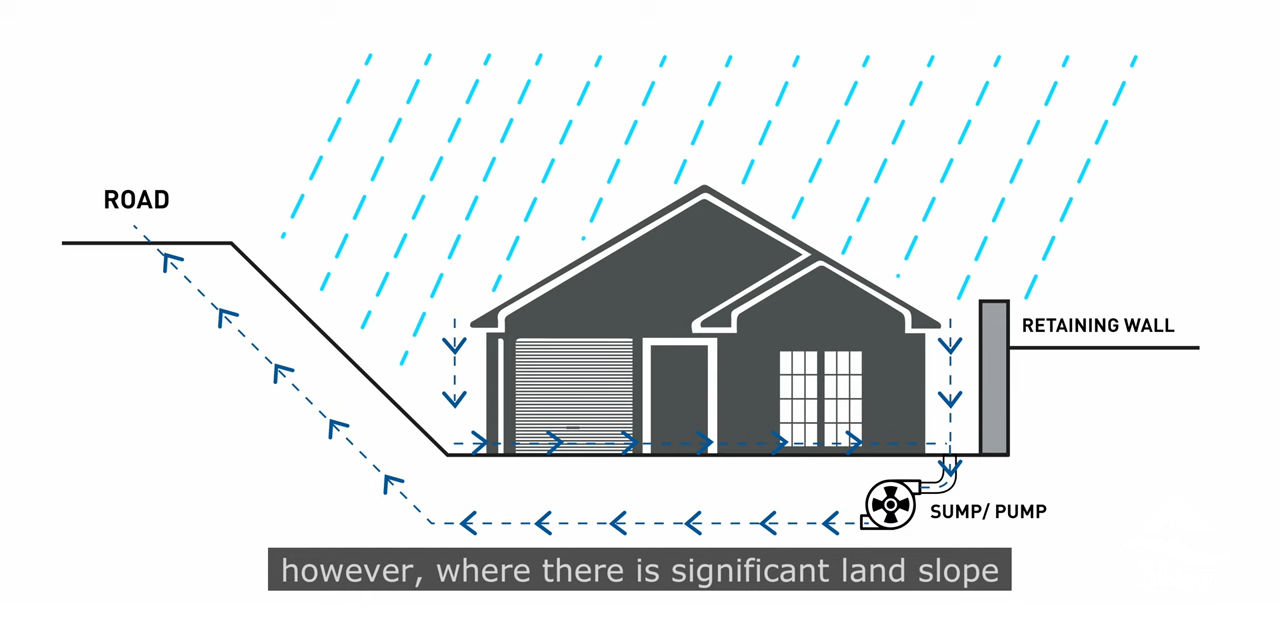 ROAD
RETAINING WALL
SUMP/ PUMP
however, where there is significant land slope